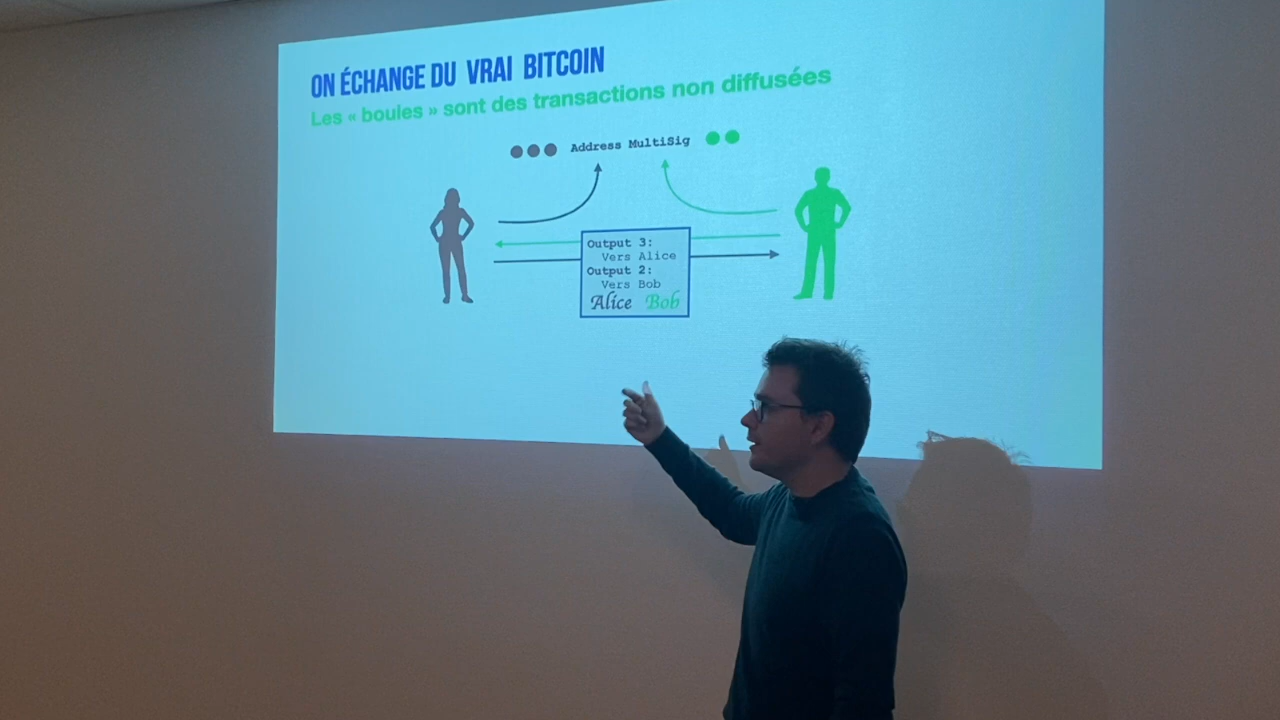 ON ÉCHANGE DU VRAI BITCOIN
Les « boules » sont des transactions non diffusées
Address MultiSig
Output 3:
Vers Alice
Output 2:
Vers Bob
Alice Bob